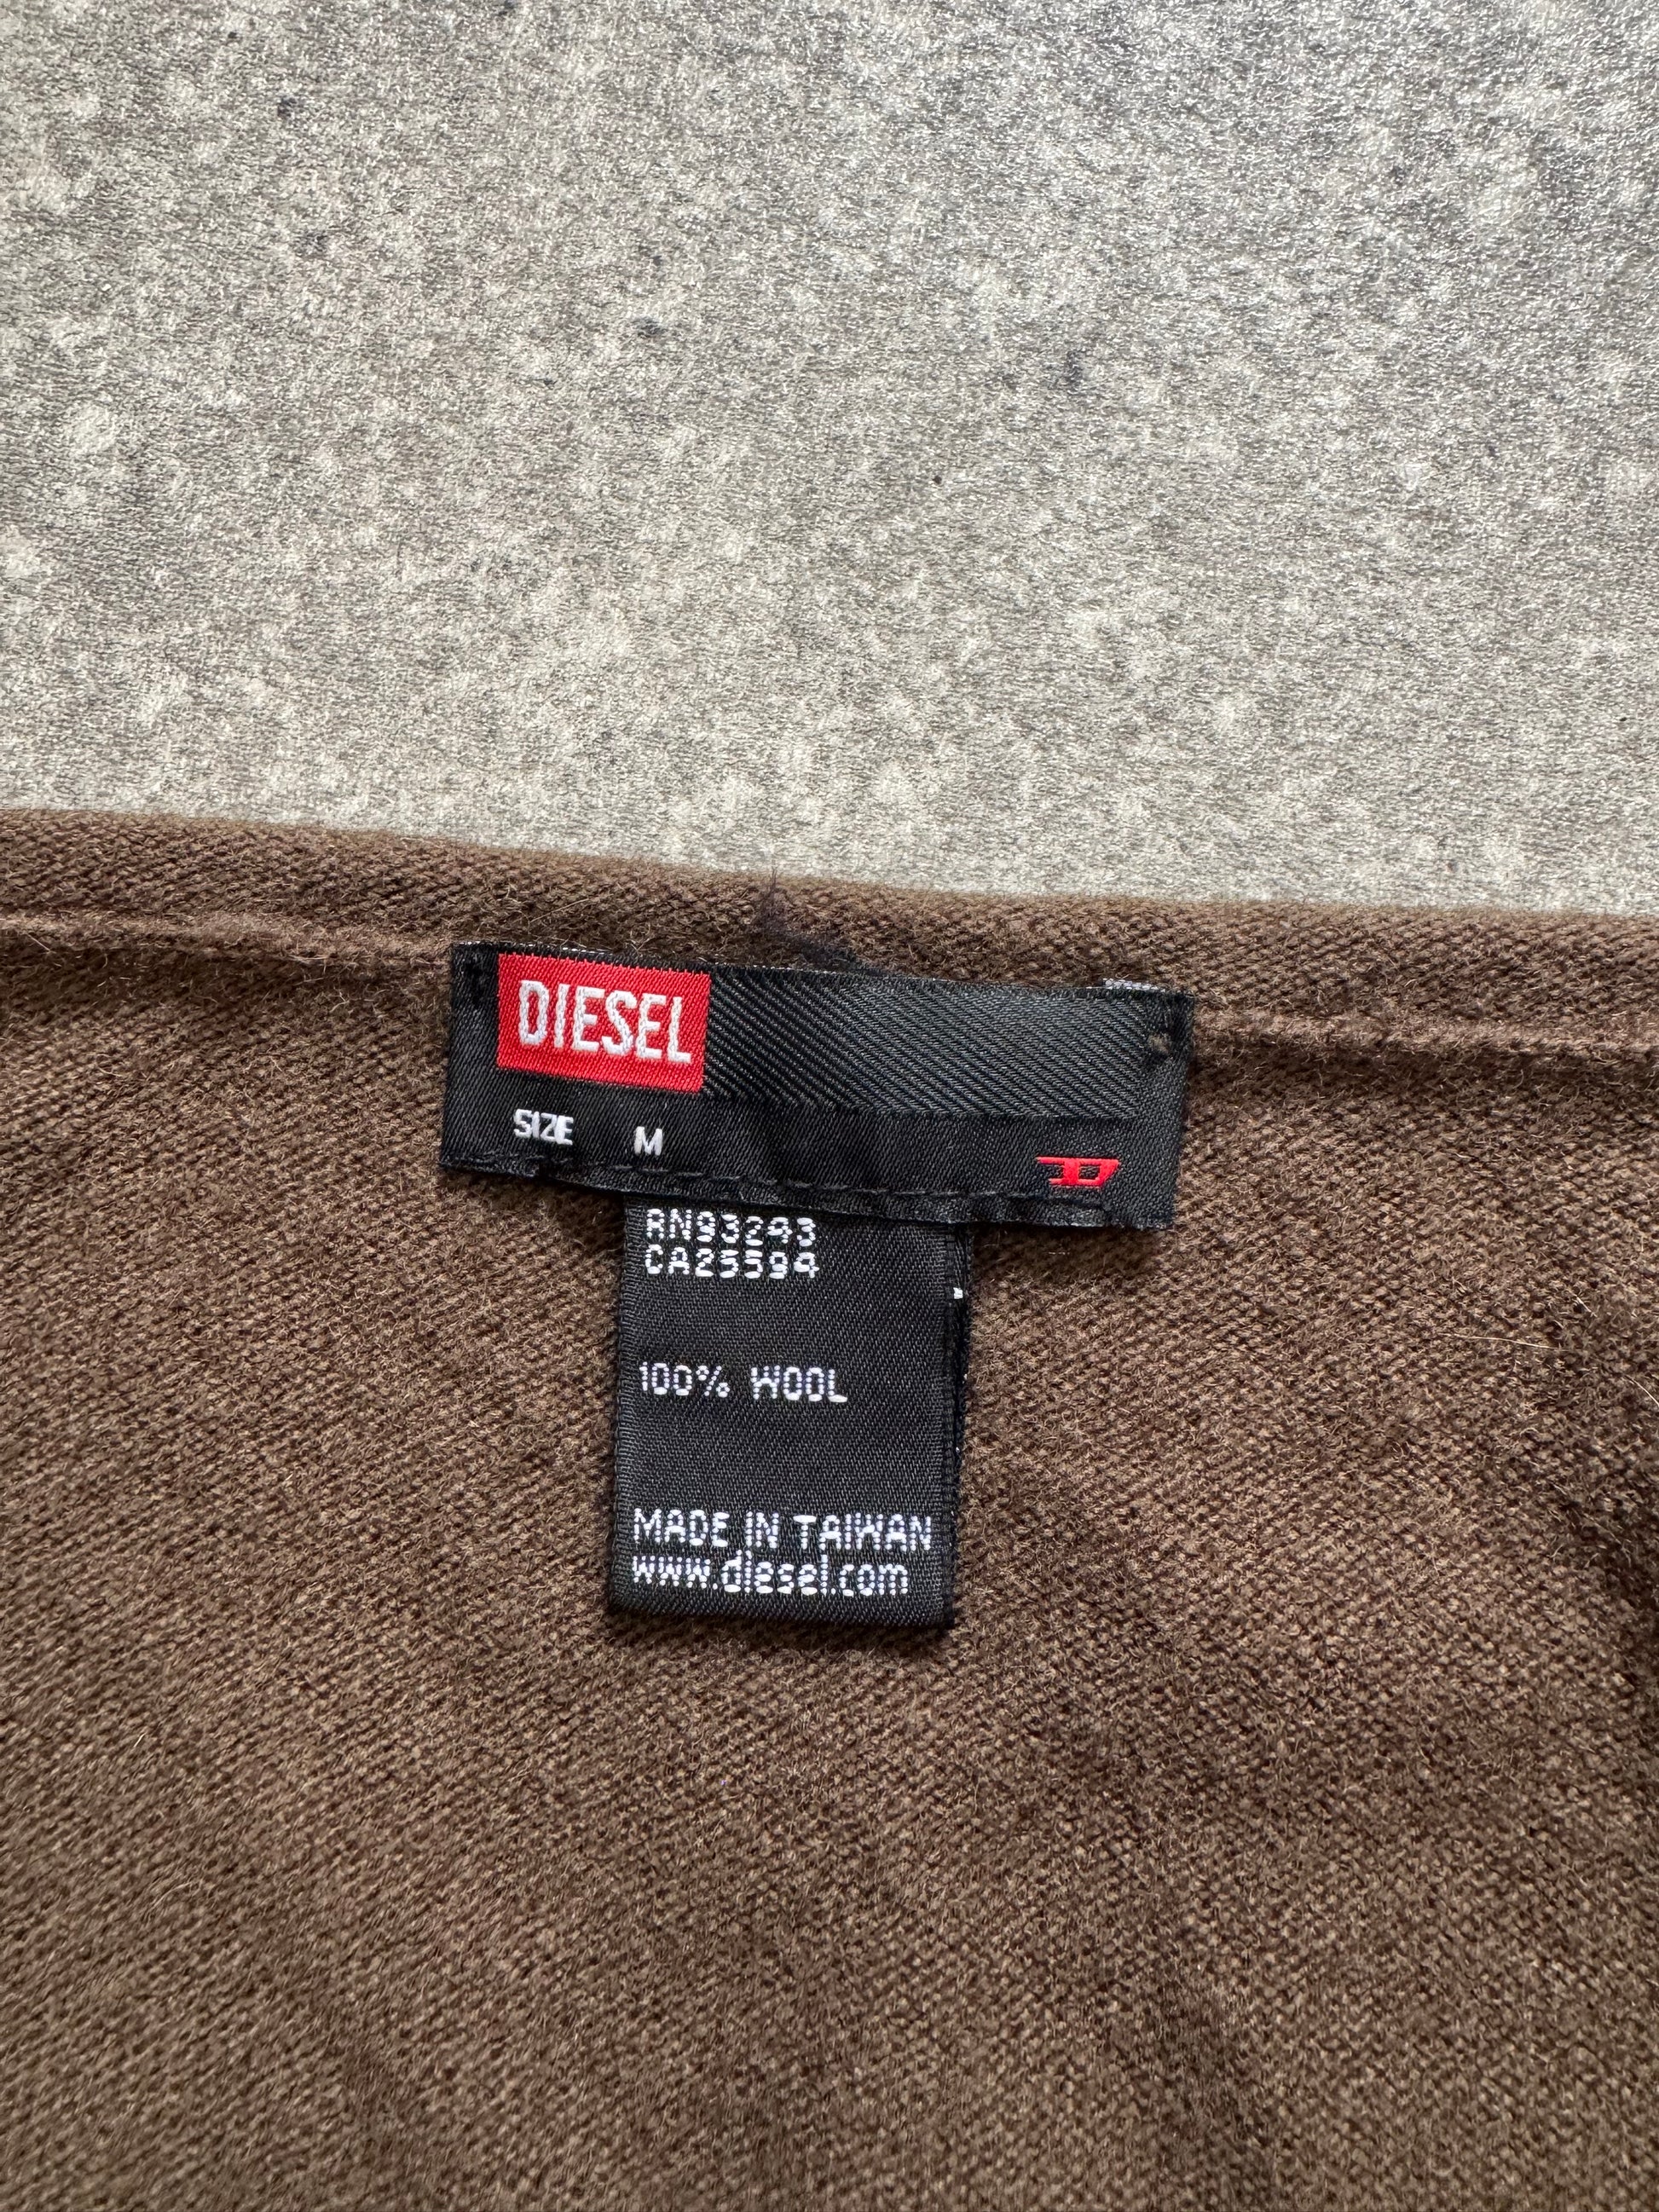 DIESEL
SIZE M
D
RN93243
CA25594
100% WOOL
MADE IN TAIWAN
www.diesel.com